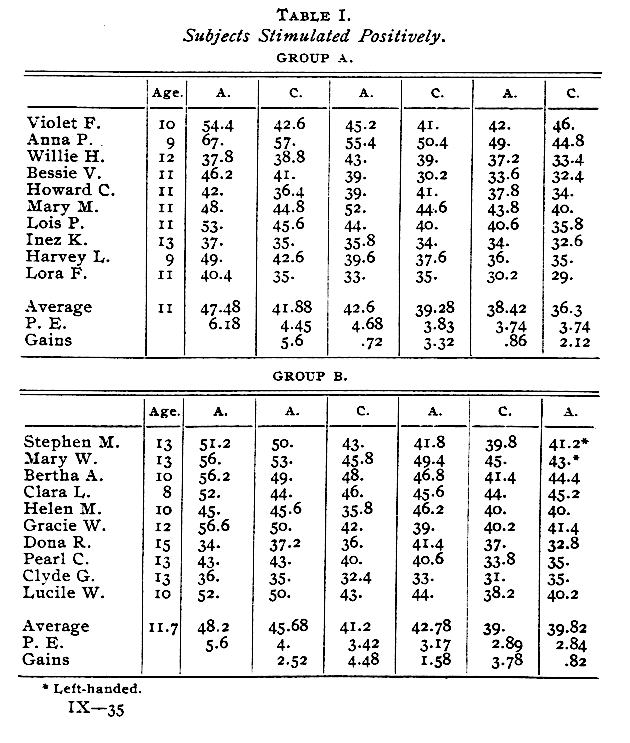 TABLE I.
Subjects Stimulated Positively.
GROUP A.
Age. A. C. A. C. A. C.
Violet F. 10 54.4 42.6 45.2 41. 42. 46.
Anna P. 9 67. 57. 55.4 50.4 49. 44.8
Willie H. 12 37.8 38.8 43. 39. 37.2 33.4
Bessie V. 11 46.2 41. 39. 30.2 33.6 32.4
Howard C. 11 42. 36.4 39. 41. 37.8 34.
Mary M. 11 48. 44.8 52. 44.6 43.8 40.
Lois P. 11 53. 45.6 44. 40. 40.6 35.8
Inez K. 13 37. 35. 35.8 34. 34. 32.6
Harvey L. 9 49. 42.6 39.6 37.6 36. 35.
Lora F. 11 40.4 35. 33. 35. 30.2 29.
Average 11 47.48 41.88 42.6 39.28 38.42 36.3
P. E. 6.18 4.45 4.68 3.83 3.74 3.74
Gains 5.6 .72 3.32 .86 2.12
GROUP B.
Age. A. A. C. A. C. A.
Stephen M. 13 51.2 50. 43. 41.8 39.8 41.2*
Mary W. 13 56. 53. 45.8 49.4 45. 43.*
Bertha A. 10 56.2 49. 48. 46.8 41.4 44.4
Clara L. 8 52. 44. 46. 45.6 44. 45.2
Helen M. 10 45. 45.6 35.8 46.2 40. 40.
Gracie W. 12 56.6 50. 42. 39. 40.2 41.4
Dona R. 15 34. 37.2 36. 41.4 37. 32.8
Pearl C. 13 43. 43. 40. 40.6 33.8 35.
Clyde G. 13 36. 35. 32.4 33. 31. 35.
Lucile W. 10 52. 50. 43. 44. 38.2 40.2
Average 11.7 48.2 45.68 41.2 42.78 39. 39.82
P. E. 5.6 4. 3.42 3.17 2.89 2.84
Gains 2.52 4.48 1.58 3.78 .82
* Left-handed.
IX—35